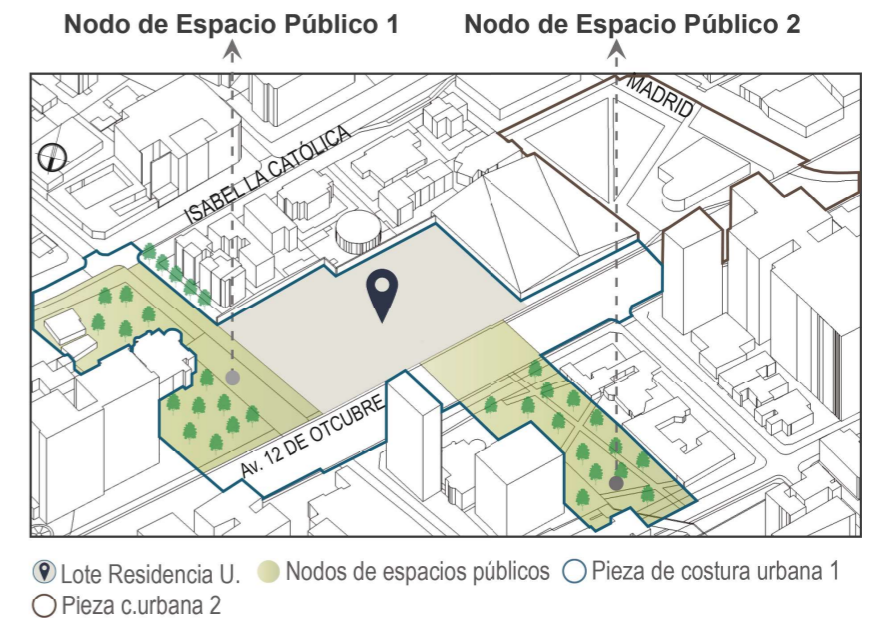 Nodo de Espacio Público 1
Nodo de Espacio Público 2
MADRID
ISABEL LA CATÓLICA
Av. 12 DE OTCUBRE
Lote Residencia U.
Nodos de espacios públicos
Pieza de costura urbana 1
Pieza c.urbana 2